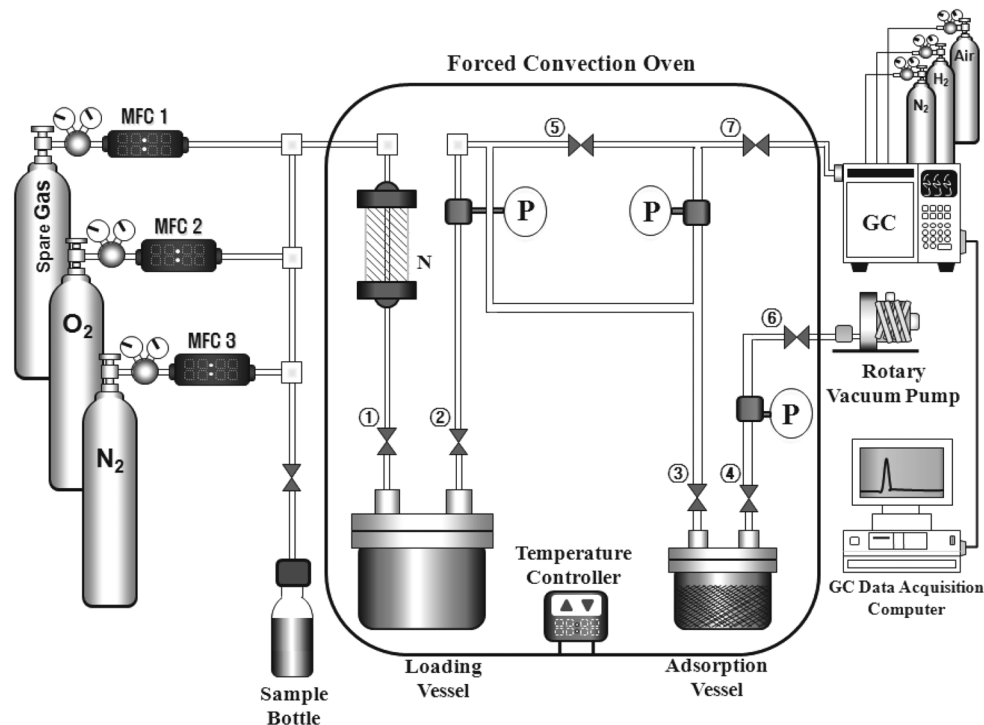 Forced Convection Oven
Air
H2
N2
MFC 1
⑤
⑦
Spare Gas
P
P
GC
MFC 2
N
O2
⑥
MFC 3
Rotary
Vacuum Pump
①
②
P
N2
③
④
Temperature
Controller
GC Data Acquisition
Computer
Loading
Vessel
Adsorption
Vessel
Sample
Bottle